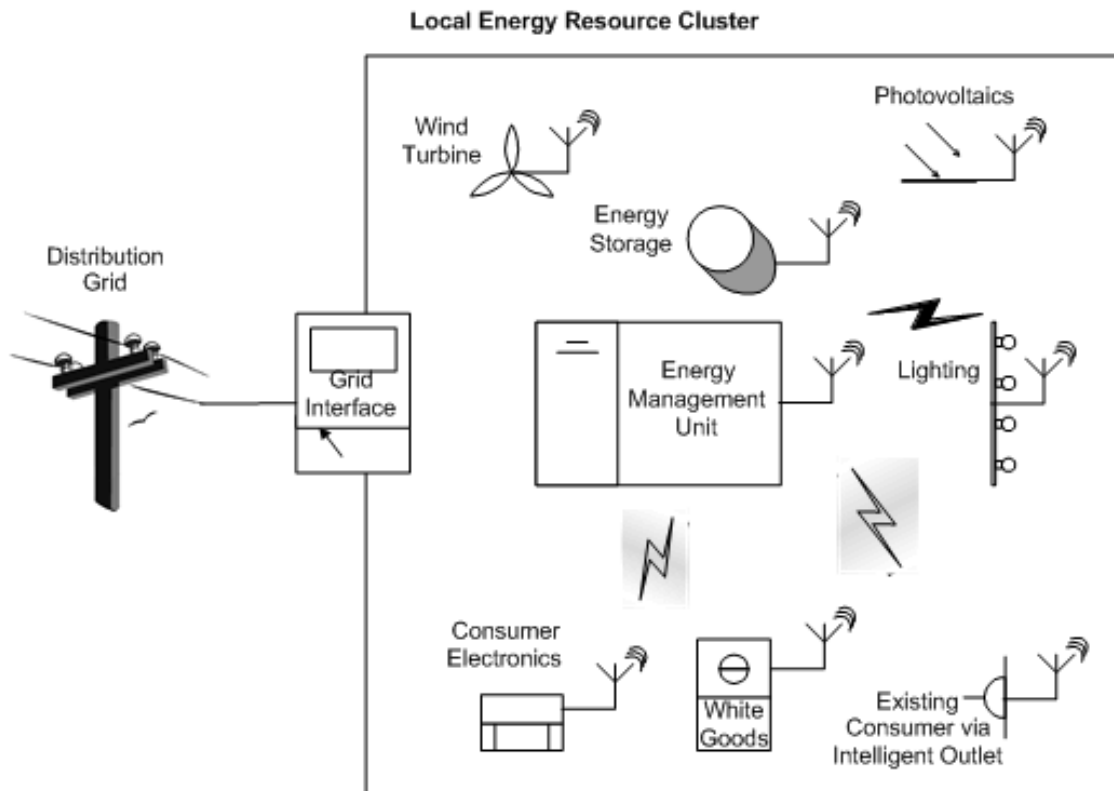 Local Energy Resource Cluster
Photovoltaics
Wind
Turbine
Energy
Storage
Distribution
Grid
Grid
Interface
Energy
Management
Unit
Lighting
Consumer
Electronics
White
Goods
Existing
Consumer via
Intelligent Outlet